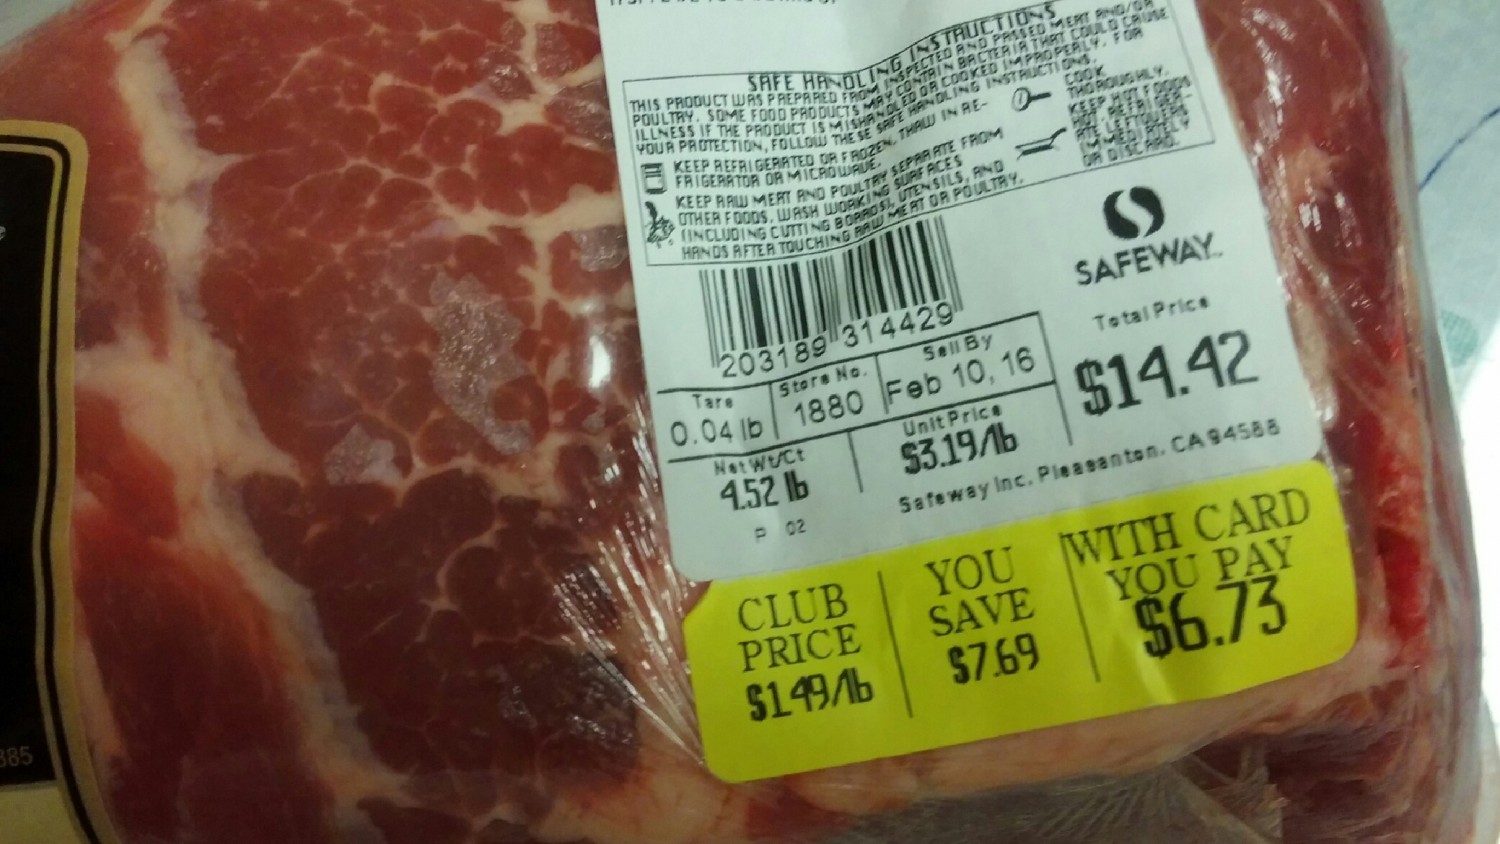 SAFE HANDLING INSTRUCTIONS
THIS PRODUCT WAS PREPARED FROM INSPECTED AND PASSED MEAT AND/OR
POULTRY. SOME FOOD PRODUCTS MAY CONTAIN BACTERIA THAT COULD CAUSE
ILLNESS IF THE PRODUCT IS MISHANDLED OR COOKED IMPROPERLY. FOR
YOUR PROTECTION, FOLLOW THESE SAFE HANDLING INSTRUCTIONS.
KEEP REFRIGERATED OR FROZEN. THAW IN RE-
FRIGERATOR OR MICROWAVE.
KEEP RAW MEAT AND POULTRY SEPARATE FROM
OTHER FOODS. WASH WORKING SURFACES
(INCLUDING CUTTING BOARDS), UTENSILS, AND
HANDS AFTER TOUCHING RAW MEAT OR POULTRY.
COOK
THOROUGHLY.
KEEP HOT FOODS
HOT. REFRIGER-
ATE LEFTOVERS
IMMEDIATELY
OR DISCARD.
SAFEWAY
203189 314429
Total Price
$14.42
Tare
0.04 lb
Store No.
1880
Sell By
Feb 10, 16
Net Wt/Ct
4.52 lb
Unit Price
$3.19/lb
P 02
Safeway Inc. Pleasanton, CA 94588
CLUB
PRICE
$1.49/lb
YOU
SAVE
$7.69
WITH CARD
YOU PAY
$6.73
885